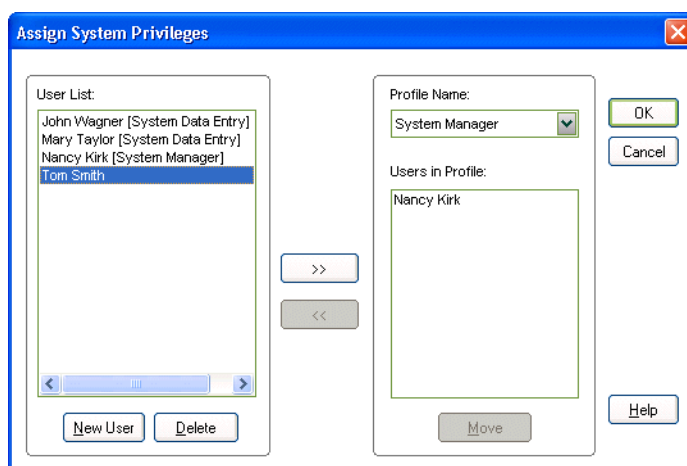 Assign System Privileges
User List:
John Wagner [System Data Entry]
Mary Taylor [System Data Entry]
Nancy Kirk [System Manager]
Tom Smith
New User
Delete
>>
<<
Profile Name:
System Manager
Users in Profile:
Nancy Kirk
Move
OK
Cancel
Help